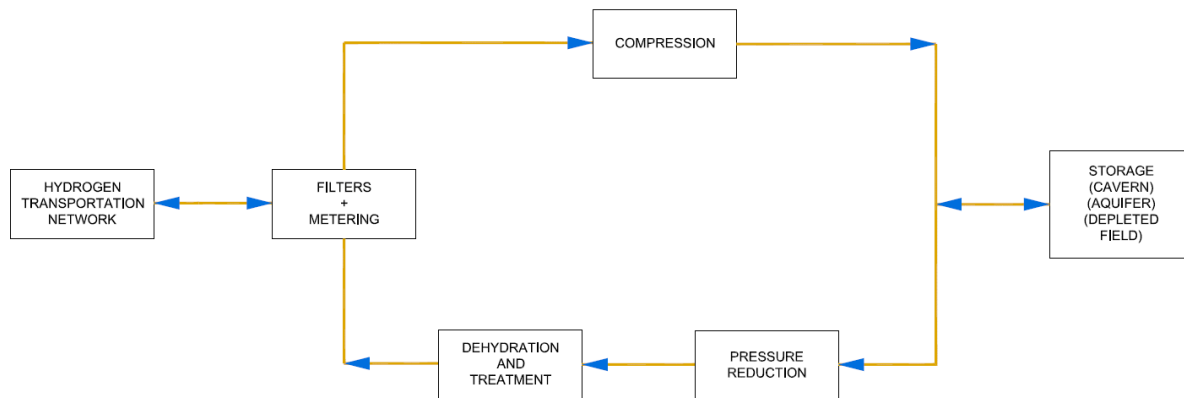 COMPRESSION
HYDROGEN
TRANSPORTATION
NETWORK
FILTERS
+
METERING
STORAGE
(CAVERN)
(AQUIFER)
(DEPLETED
FIELD)
DEHYDRATION
AND
TREATMENT
PRESSURE
REDUCTION